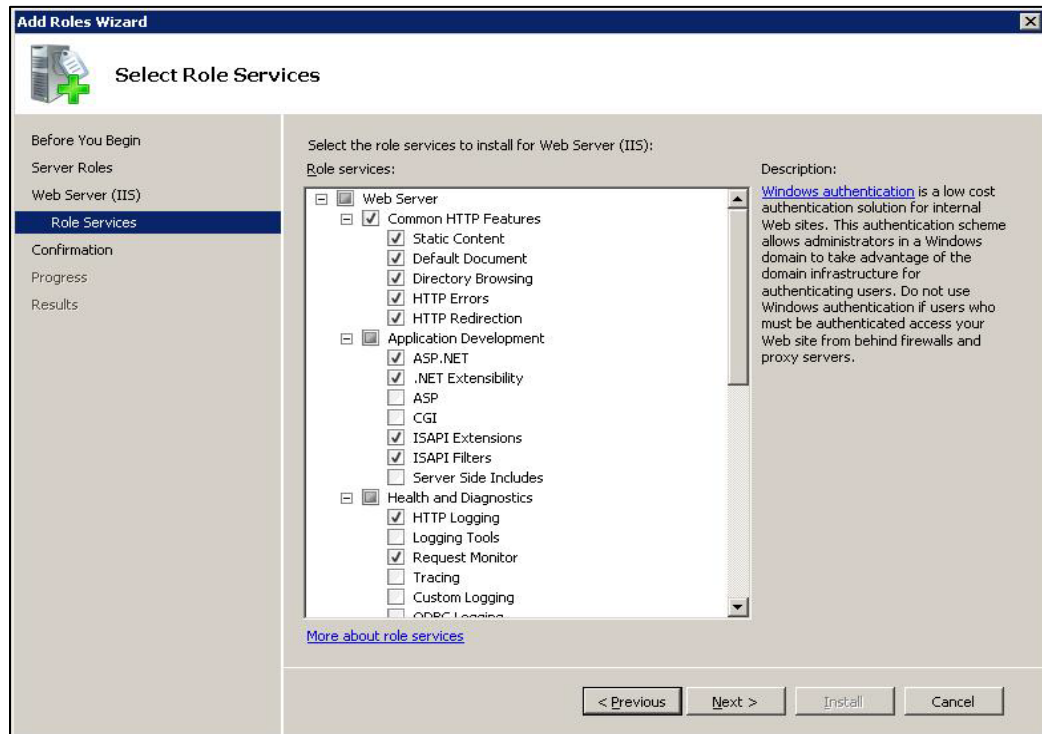 Add Roles Wizard
Select Role Services
Before You Begin
Server Roles
Web Server (IIS)
Role Services
Confirmation
Progress
Results
Select the role services to install for Web Server (IIS):
Role services:
Web Server
Common HTTP Features
Static Content
Default Document
Directory Browsing
HTTP Errors
HTTP Redirection
Application Development
ASP.NET
.NET Extensibility
ASP
CGI
ISAPI Extensions
ISAPI Filters
Server Side Includes
Health and Diagnostics
HTTP Logging
Logging Tools
Request Monitor
Tracing
Custom Logging
ODBC Logging
More about role services
Description:
Windows authentication is a low cost
authentication solution for internal
Web sites. This authentication scheme
allows administrators in a Windows
domain to take advantage of the
domain infrastructure for
authenticating users. Do not use
Windows authentication if users who
must be authenticated access your
Web site from behind firewalls and
proxy servers.
< Previous
Next >
Install
Cancel